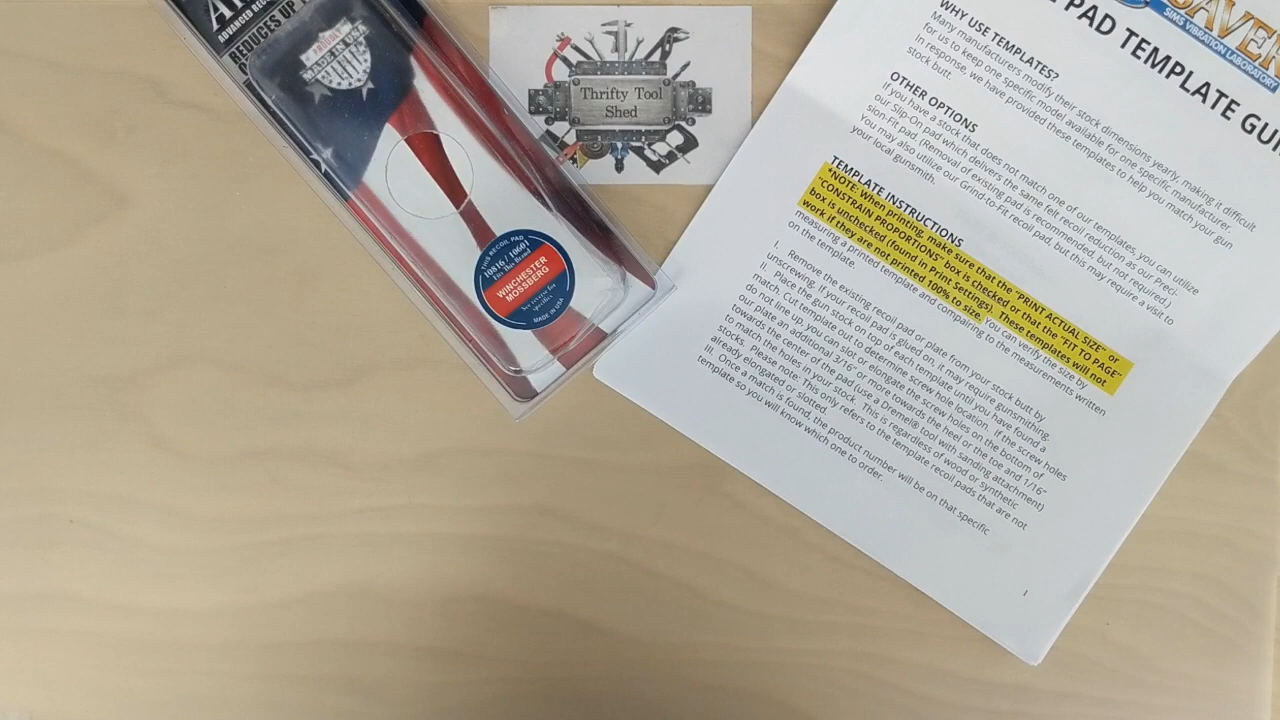 ADVANCED
REDUCES UP
PROUDLY
MADE IN USA
THIS RECOIL PAD
10816 / 10601
Fits This Brand
WINCHESTER
MOSSBERG
See reverse for
specifics
MADE IN USA
Thrifty Tool
Shed
SAVER
SIMS VIBRATION LABORATORY
PAD TEMPLATE
WHY USE TEMPLATES?
Many manufacturers modify their stock dimensions yearly, making it difficult
for us to keep one specific model available for one specific manufacturer.
In response, we have provided these templates to help you match your gun
stock butt.
OTHER OPTIONS
If you have a stock that does not match one of our templates, you can utilize
our Slip-On pad which delivers the same felt recoil reduction as our Preci-
sion-Fit pad. (Removal of existing pad is recommended, but not required.)
You may also utilize our Grind-to-Fit recoil pad, but this may require a visit to
your local gunsmith.
TEMPLATE INSTRUCTIONS
*NOTE: When printing, make sure that the "PRINT ACTUAL SIZE" or
"CONSTRAIN PROPORTIONS" box is checked or that the "FIT TO PAGE"
box is unchecked (found in Print Settings). These templates will not
work if they are not printed 100% to size. You can verify the size by
measuring a printed template and comparing to the measurements written
on the template.
I. Remove the existing recoil pad or plate from your stock butt by
unscrewing. If your recoil pad is glued on, it may require gunsmithing.
II. Place the gun stock on top of each template until you have found a
match. Cut template out to determine screw hole location. If the screw holes
do not line up, you can slot or elongate the screw holes on the bottom of
our plate an additional 3/16" or more towards the heel or the toe and 1/16"
towards the center of the pad (use a Dremel® tool with sanding attachment)
to match the holes in your stock. This is regardless of wood or synthetic
stocks. Please note: This only refers to the template recoil pads that are not
already elongated or slotted.
III. Once a match is found, the product number will be on that specific
template so you will know which one to order.
1